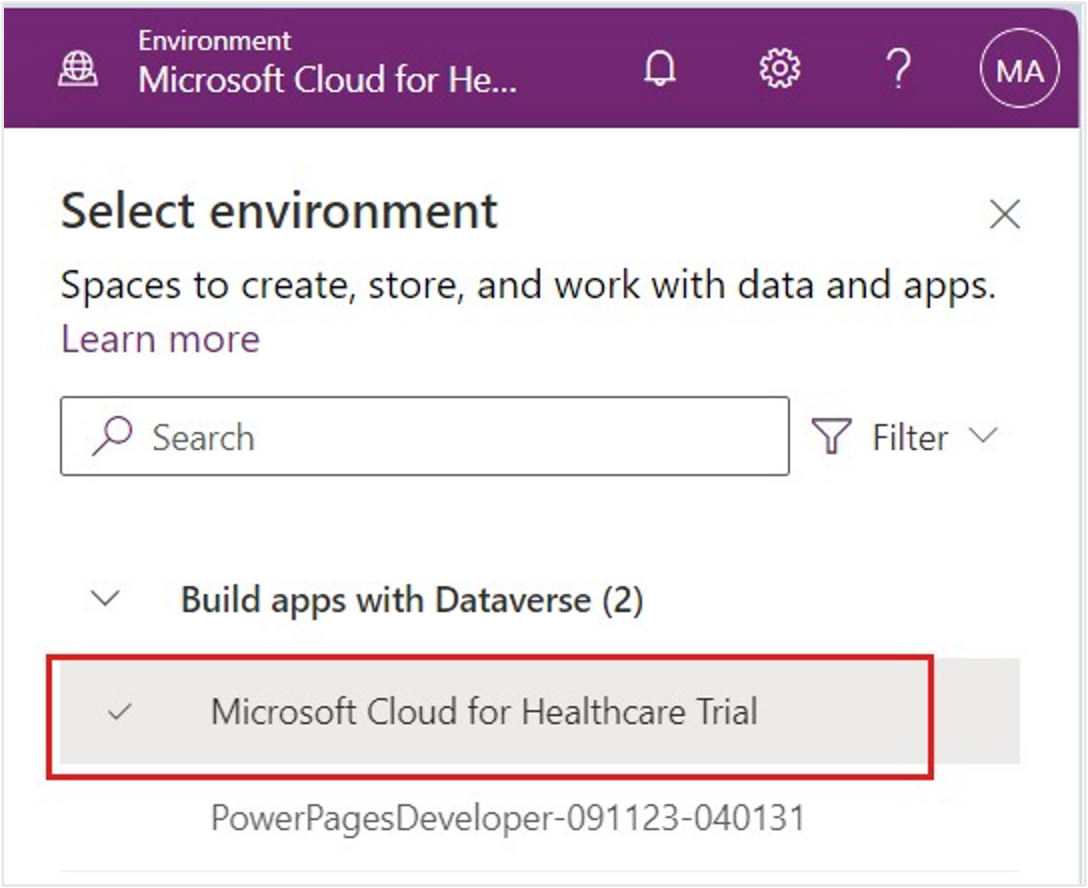 Environment
Microsoft Cloud for He...
?
MA
Select environment
Spaces to create, store, and work with data and apps.
Learn more
Search
Filter
Build apps with Dataverse (2)
Microsoft Cloud for Healthcare Trial
PowerPagesDeveloper-091123-040131